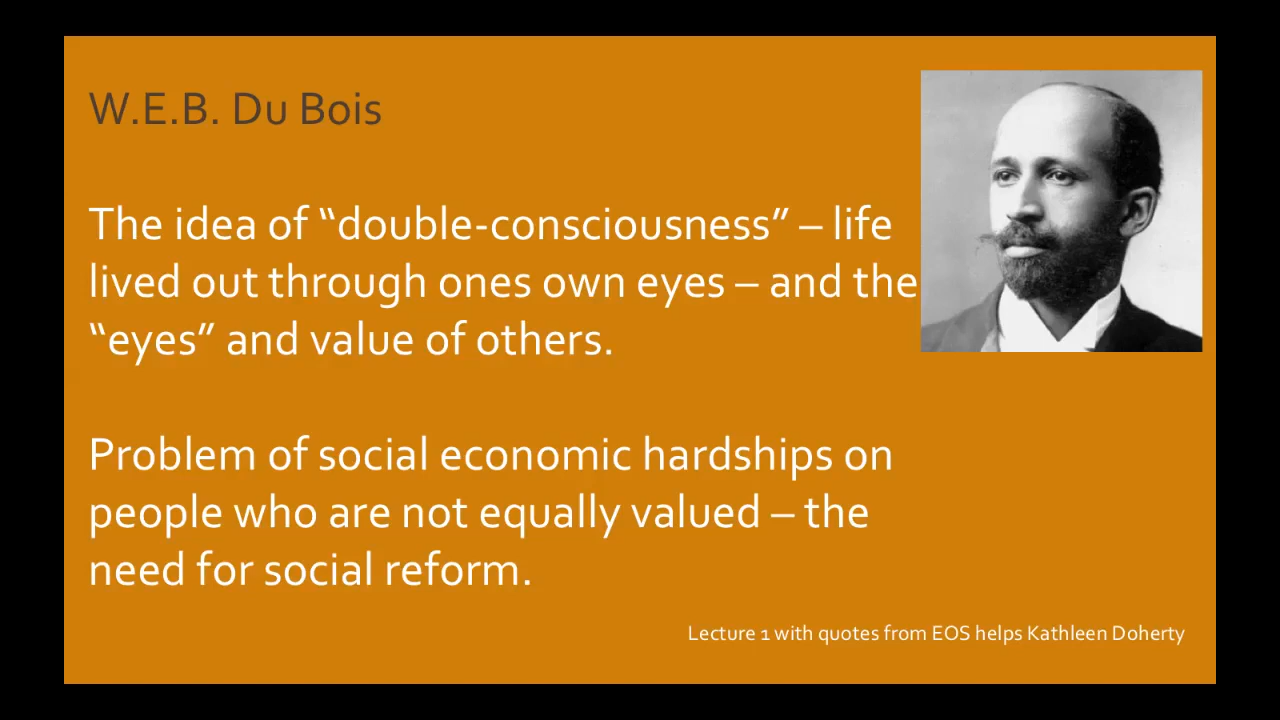 W.E.B. Du Bois
The idea of “double-consciousness” – life
lived out through ones own eyes – and the
“eyes” and value of others.
Problem of social economic hardships on
people who are not equally valued – the
need for social reform.
Lecture 1 with quotes from EOS helps Kathleen Doherty